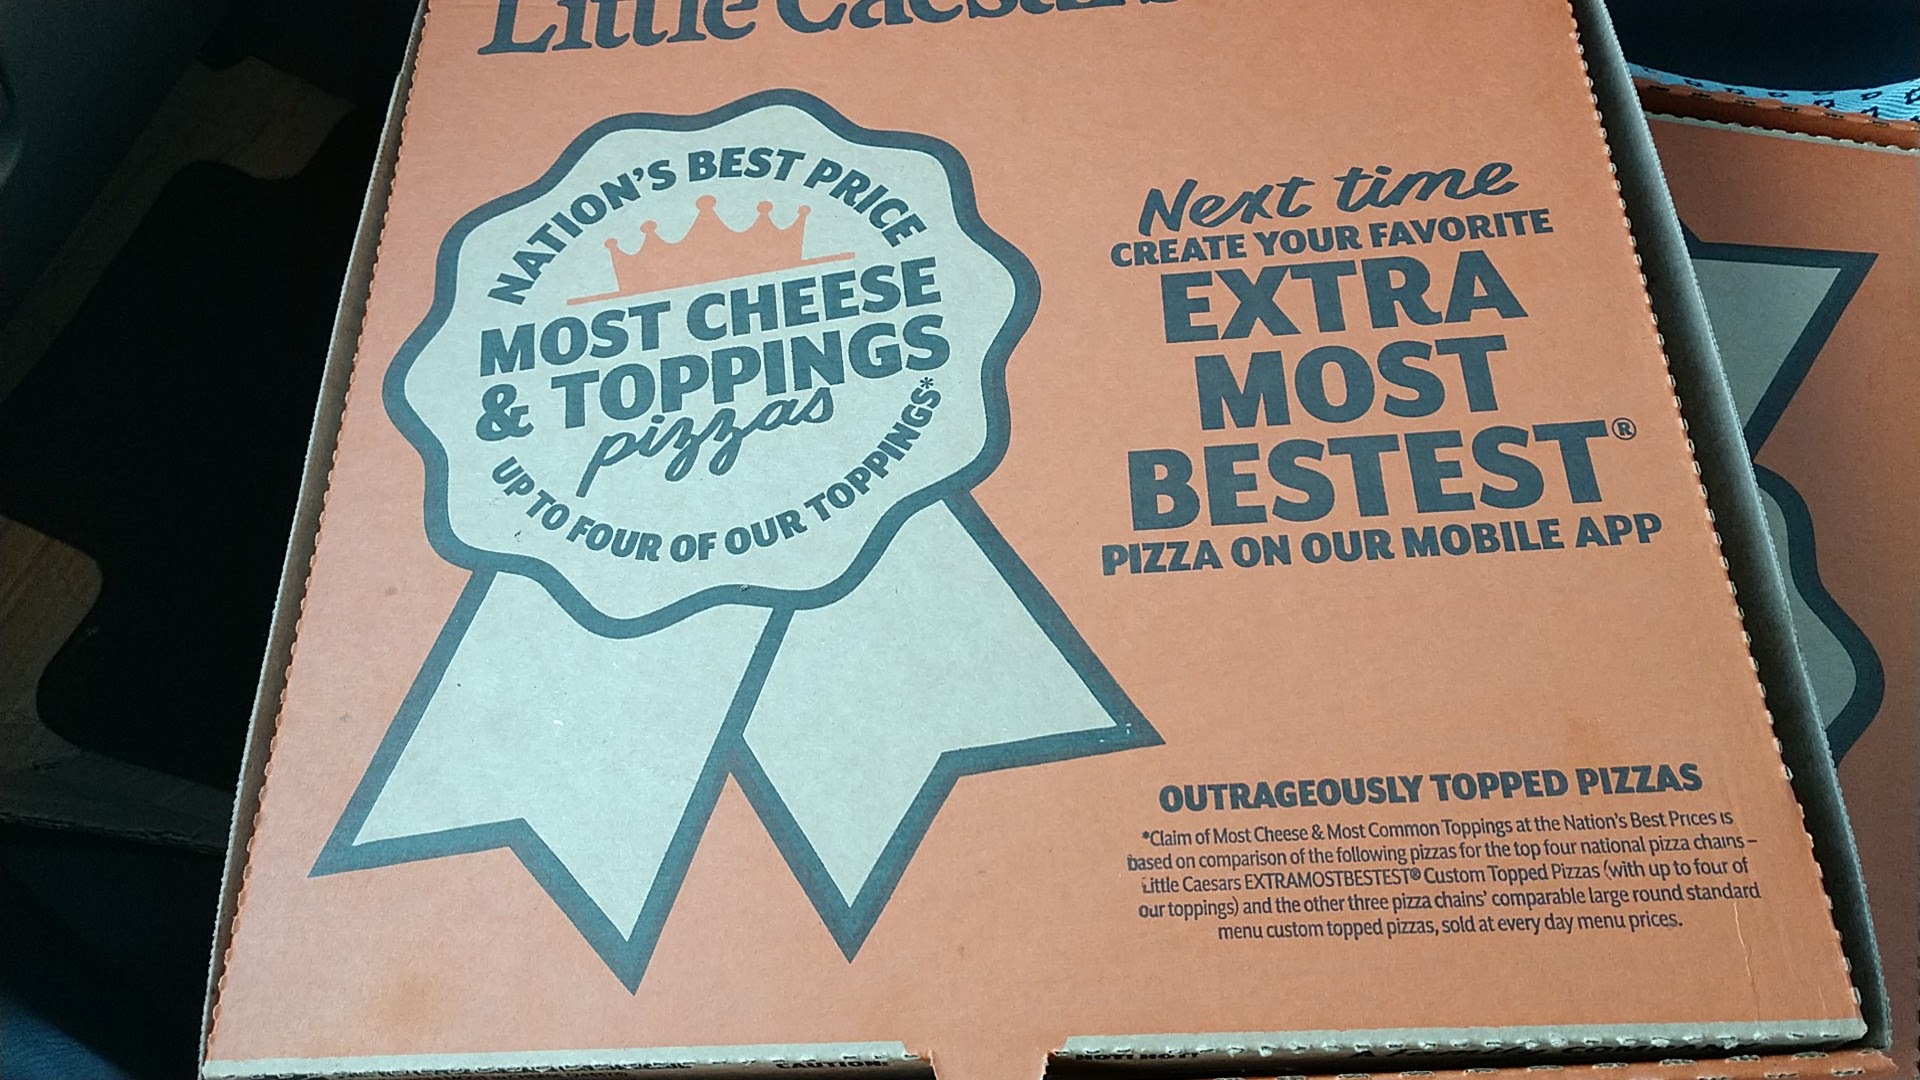 Little Caesars
NATION'S BEST PRICE
MOST CHEESE
& TOPPINGS
pizzas
UP TO FOUR OF OUR TOPPINGS*
Next time
CREATE YOUR FAVORITE
EXTRA
MOST
BESTEST®
PIZZA ON OUR MOBILE APP
OUTRAGEOUSLY TOPPED PIZZAS
*Claim of Most Cheese & Most Common Toppings at the Nation's Best Prices is
based on comparison of the following pizzas for the top four national pizza chains –
Little Caesars EXTRAMOSTBESTEST® Custom Topped Pizzas (with up to four of
our toppings) and the other three pizza chains' comparable large round standard
menu custom topped pizzas, sold at every day menu prices.
CAUTION: